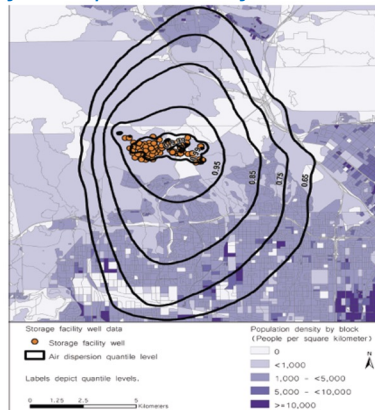 0.95
0.85
0.75
0.65
Storage facility well data
Storage facility well
Air dispersion quantile level
Labels depict quantile levels.
0 1.25 2.5 5
Kilometers
Population density by block
(People per square kilometer)
0
<1,000
1,000 - <5,000
5,000 - <10,000
>=10,000
N